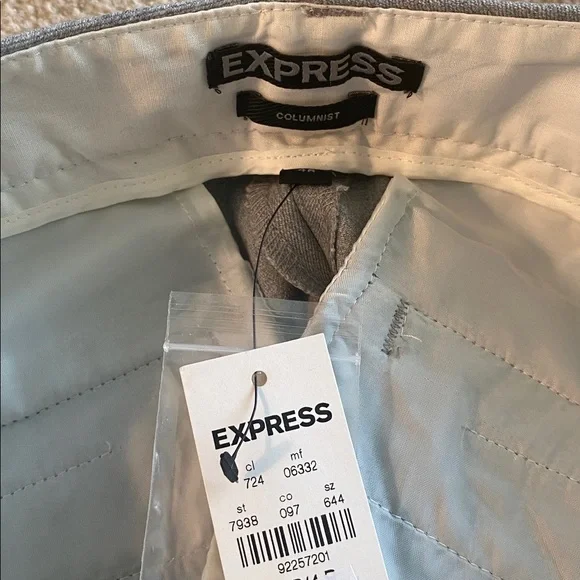 EXPRESS
COLUMNIST
EXPRESS
cl mf
724 06332
st co sz
7938 097 644
92257201